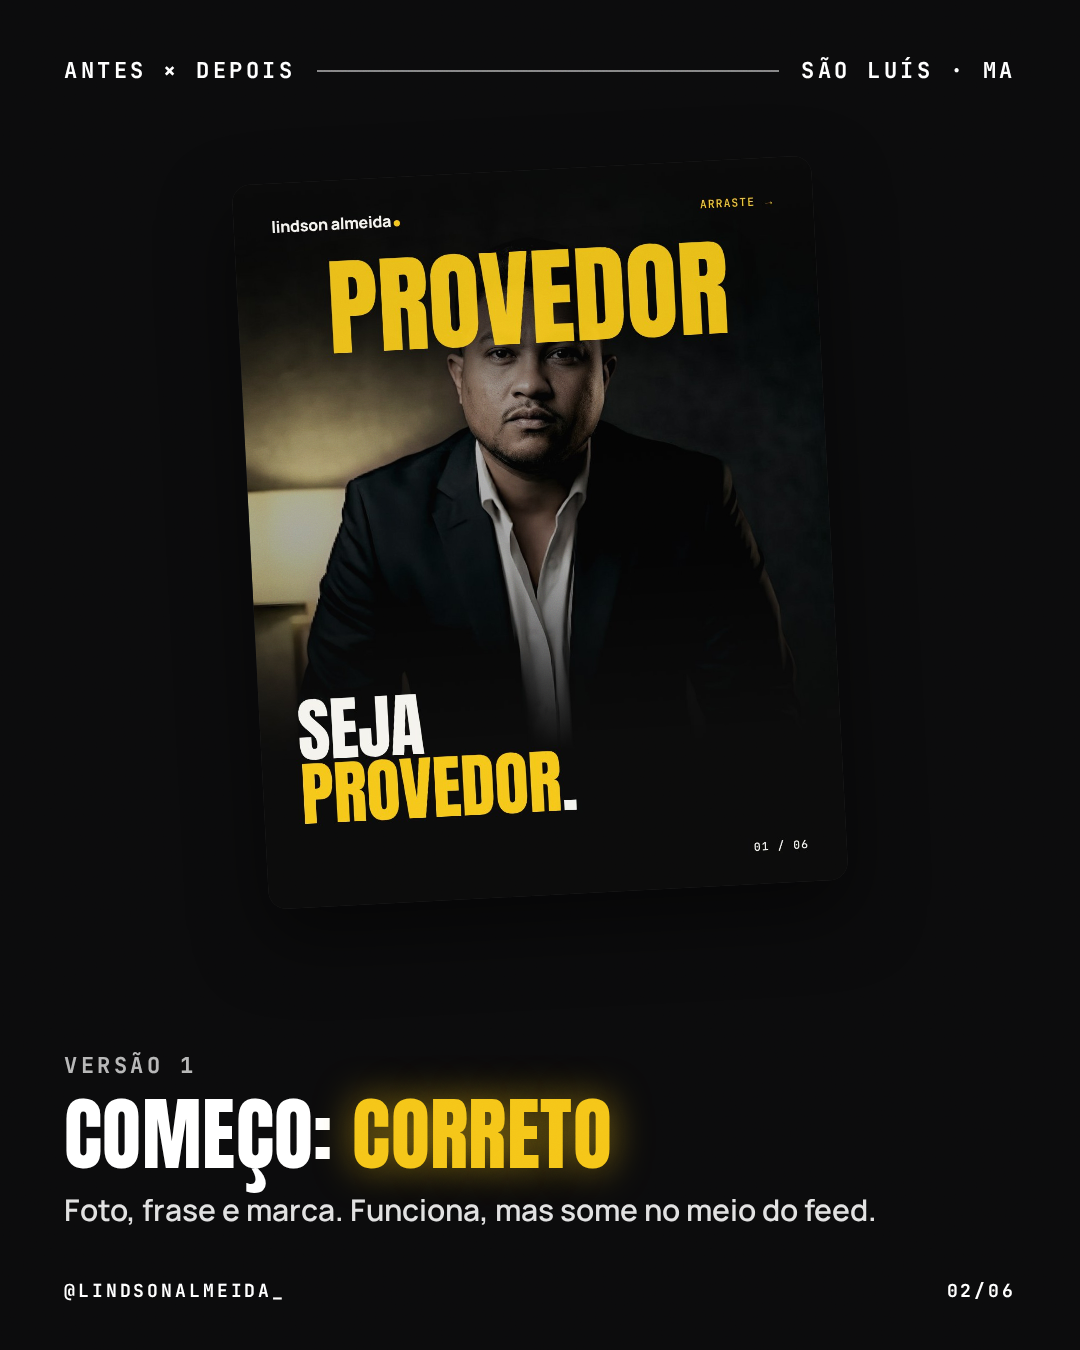 ANTES × DEPOIS
SÃO LUÍS · MA
lindson almeida
ARRASTE →
PROVEDOR
SEJA
PROVEDOR.
01 / 06
VERSÃO 1
COMEÇO: CORRETO
Foto, frase e marca. Funciona, mas some no meio do feed.
@LINDSONALMEIDA_
02/06